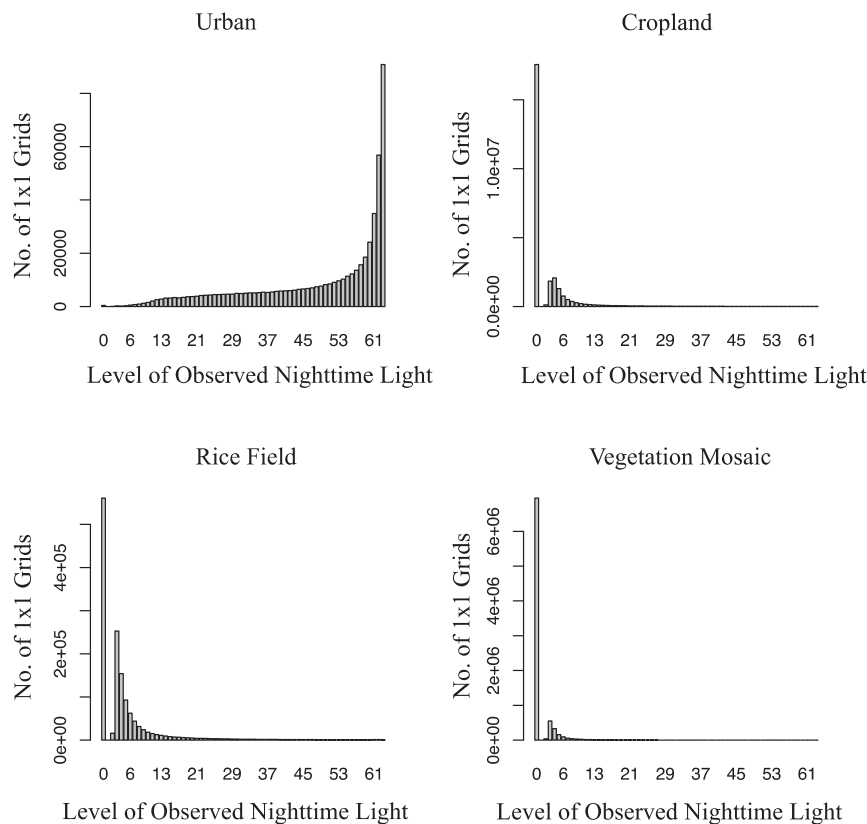 Urban
No. of 1x1 Grids
0
20000
60000
0 6 13 21 29 37 45 53 61
Level of Observed Nighttime Light
Cropland
No. of 1x1 Grids
0.0e+00
1.0e+07
0 6 13 21 29 37 45 53 61
Level of Observed Nighttime Light
Rice Field
No. of 1x1 Grids
0e+00
2e+05
4e+05
0 6 13 21 29 37 45 53 61
Level of Observed Nighttime Light
Vegetation Mosaic
No. of 1x1 Grids
0e+00
2e+06
4e+06
6e+06
0 6 13 21 29 37 45 53 61
Level of Observed Nighttime Light